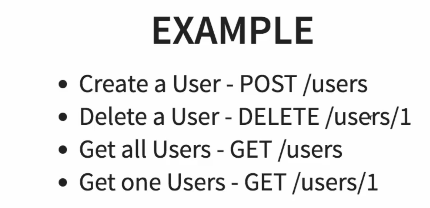 EXAMPLE
• Create a User - POST /users
• Delete a User - DELETE /users/1
• Get all Users - GET /users
• Get one Users - GET /users/1